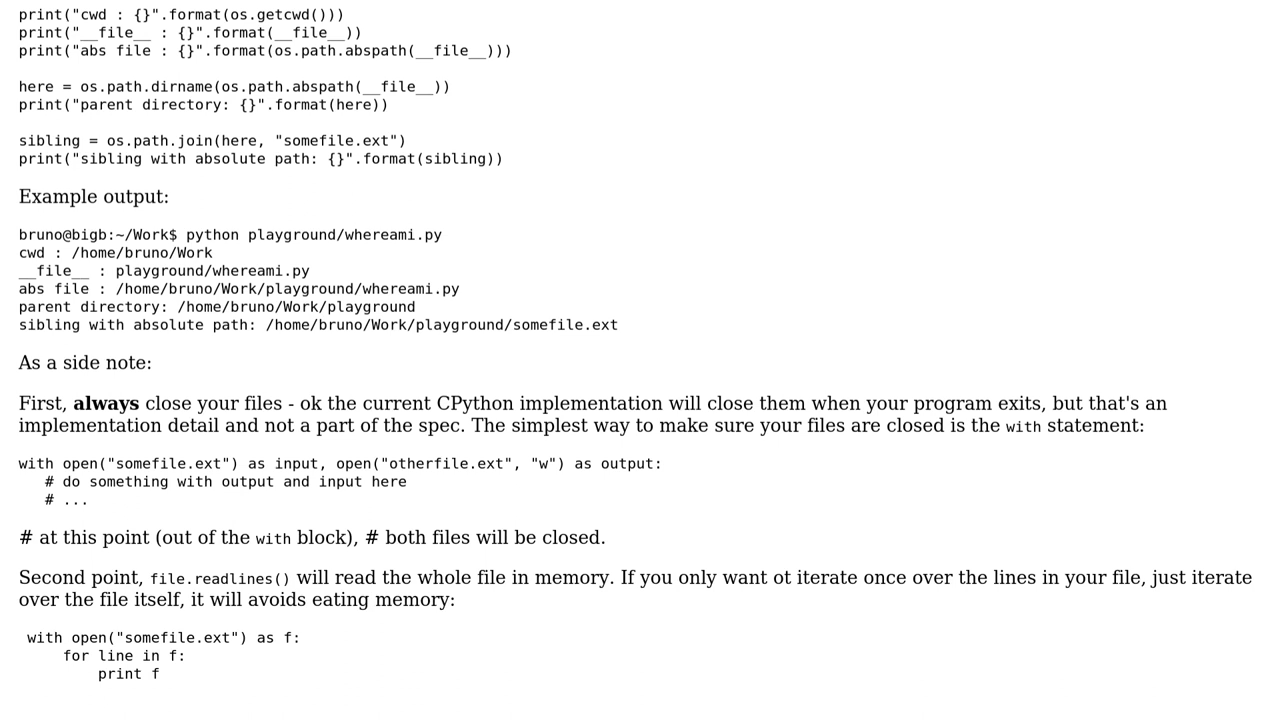 print("cwd : {}".format(os.getcwd()))
print("__file__ : {}".format(__file__))
print("abs file : {}".format(os.path.abspath(__file__)))
here = os.path.dirname(os.path.abspath(__file__))
print("parent directory: {}".format(here))
sibling = os.path.join(here, "somefile.ext")
print("sibling with absolute path: {}".format(sibling))
Example output:
bruno@bigb:~/Work$ python playground/whereami.py
cwd : /home/bruno/Work
__file__ : playground/whereami.py
abs file : /home/bruno/Work/playground/whereami.py
parent directory: /home/bruno/Work/playground
sibling with absolute path: /home/bruno/Work/playground/somefile.ext
As a side note:
First, always close your files - ok the current CPython implementation will close them when your program exits, but that's an
implementation detail and not a part of the spec. The simplest way to make sure your files are closed is the with statement:
with open("somefile.ext") as input, open("otherfile.ext", "w") as output:
   # do something with output and input here
   # ...
# at this point (out of the with block), # both files will be closed.
Second point, file.readlines() will read the whole file in memory. If you only want ot iterate once over the lines in your file, just iterate
over the file itself, it will avoids eating memory:
 with open("somefile.ext") as f:
     for line in f:
         print f